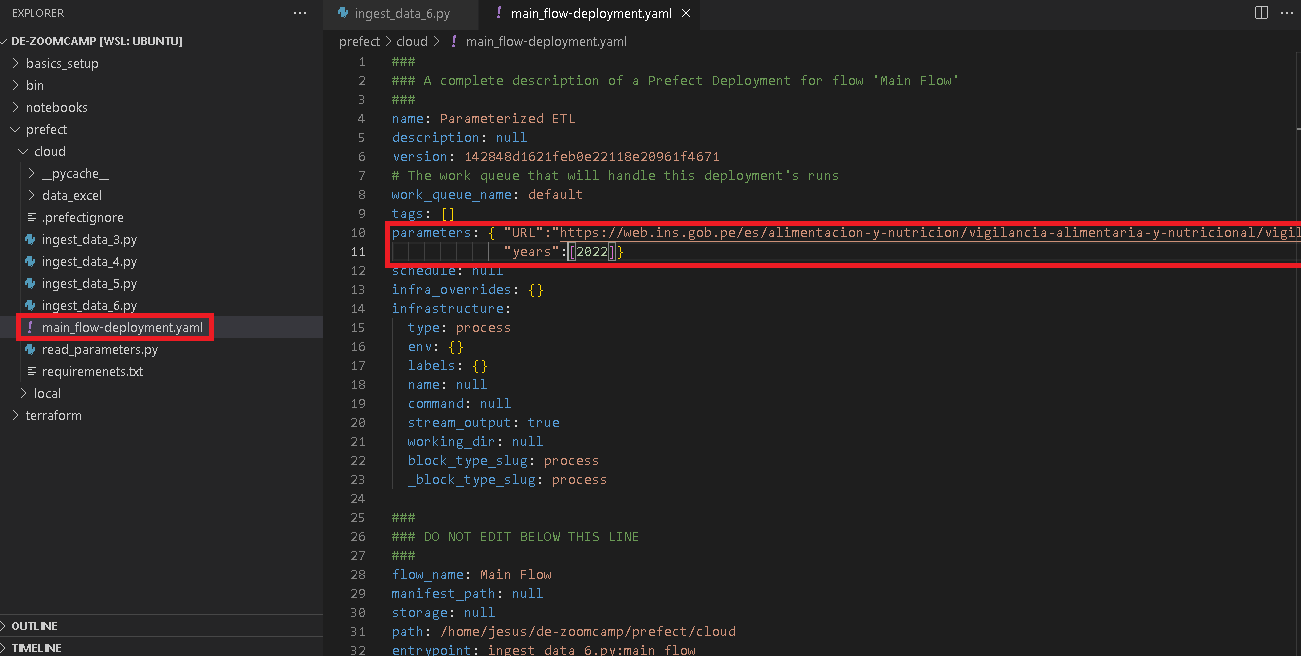 EXPLORER
DE-ZOOMCAMP [WSL: UBUNTU]
basics_setup
bin
notebooks
prefect
cloud
__pycache__
data_excel
.prefectignore
ingest_data_3.py
ingest_data_4.py
ingest_data_5.py
ingest_data_6.py
main_flow-deployment.yaml
read_parameters.py
requiremenets.txt
local
terraform
OUTLINE
TIMELINE
ingest_data_6.py
! main_flow-deployment.yaml
prefect > cloud > ! main_flow-deployment.yaml
1 ###
2 ### A complete description of a Prefect Deployment for flow 'Main Flow'
3 ###
4 name: Parameterized ETL
5 description: null
6 version: 142848d1621feb0e22118e20961f4671
7 # The work queue that will handle this deployment's runs
8 work_queue_name: default
9 tags: []
10 parameters: { "URL":"https://web.ins.gob.pe/es/alimentacion-y-nutricion/vigilancia-alimentaria-y-nutricional/vigil
11 "years":[2022]}
12 schedule: null
13 infra_overrides: {}
14 infrastructure:
15 type: process
16 env: {}
17 labels: {}
18 name: null
19 command: null
20 stream_output: true
21 working_dir: null
22 block_type_slug: process
23 _block_type_slug: process
24
25 ###
26 ### DO NOT EDIT BELOW THIS LINE
27 ###
28 flow_name: Main Flow
29 manifest_path: null
30 storage: null
31 path: /home/jesus/de-zoomcamp/prefect/cloud
32 entrypoint: ingest_data_6.py:main_flow